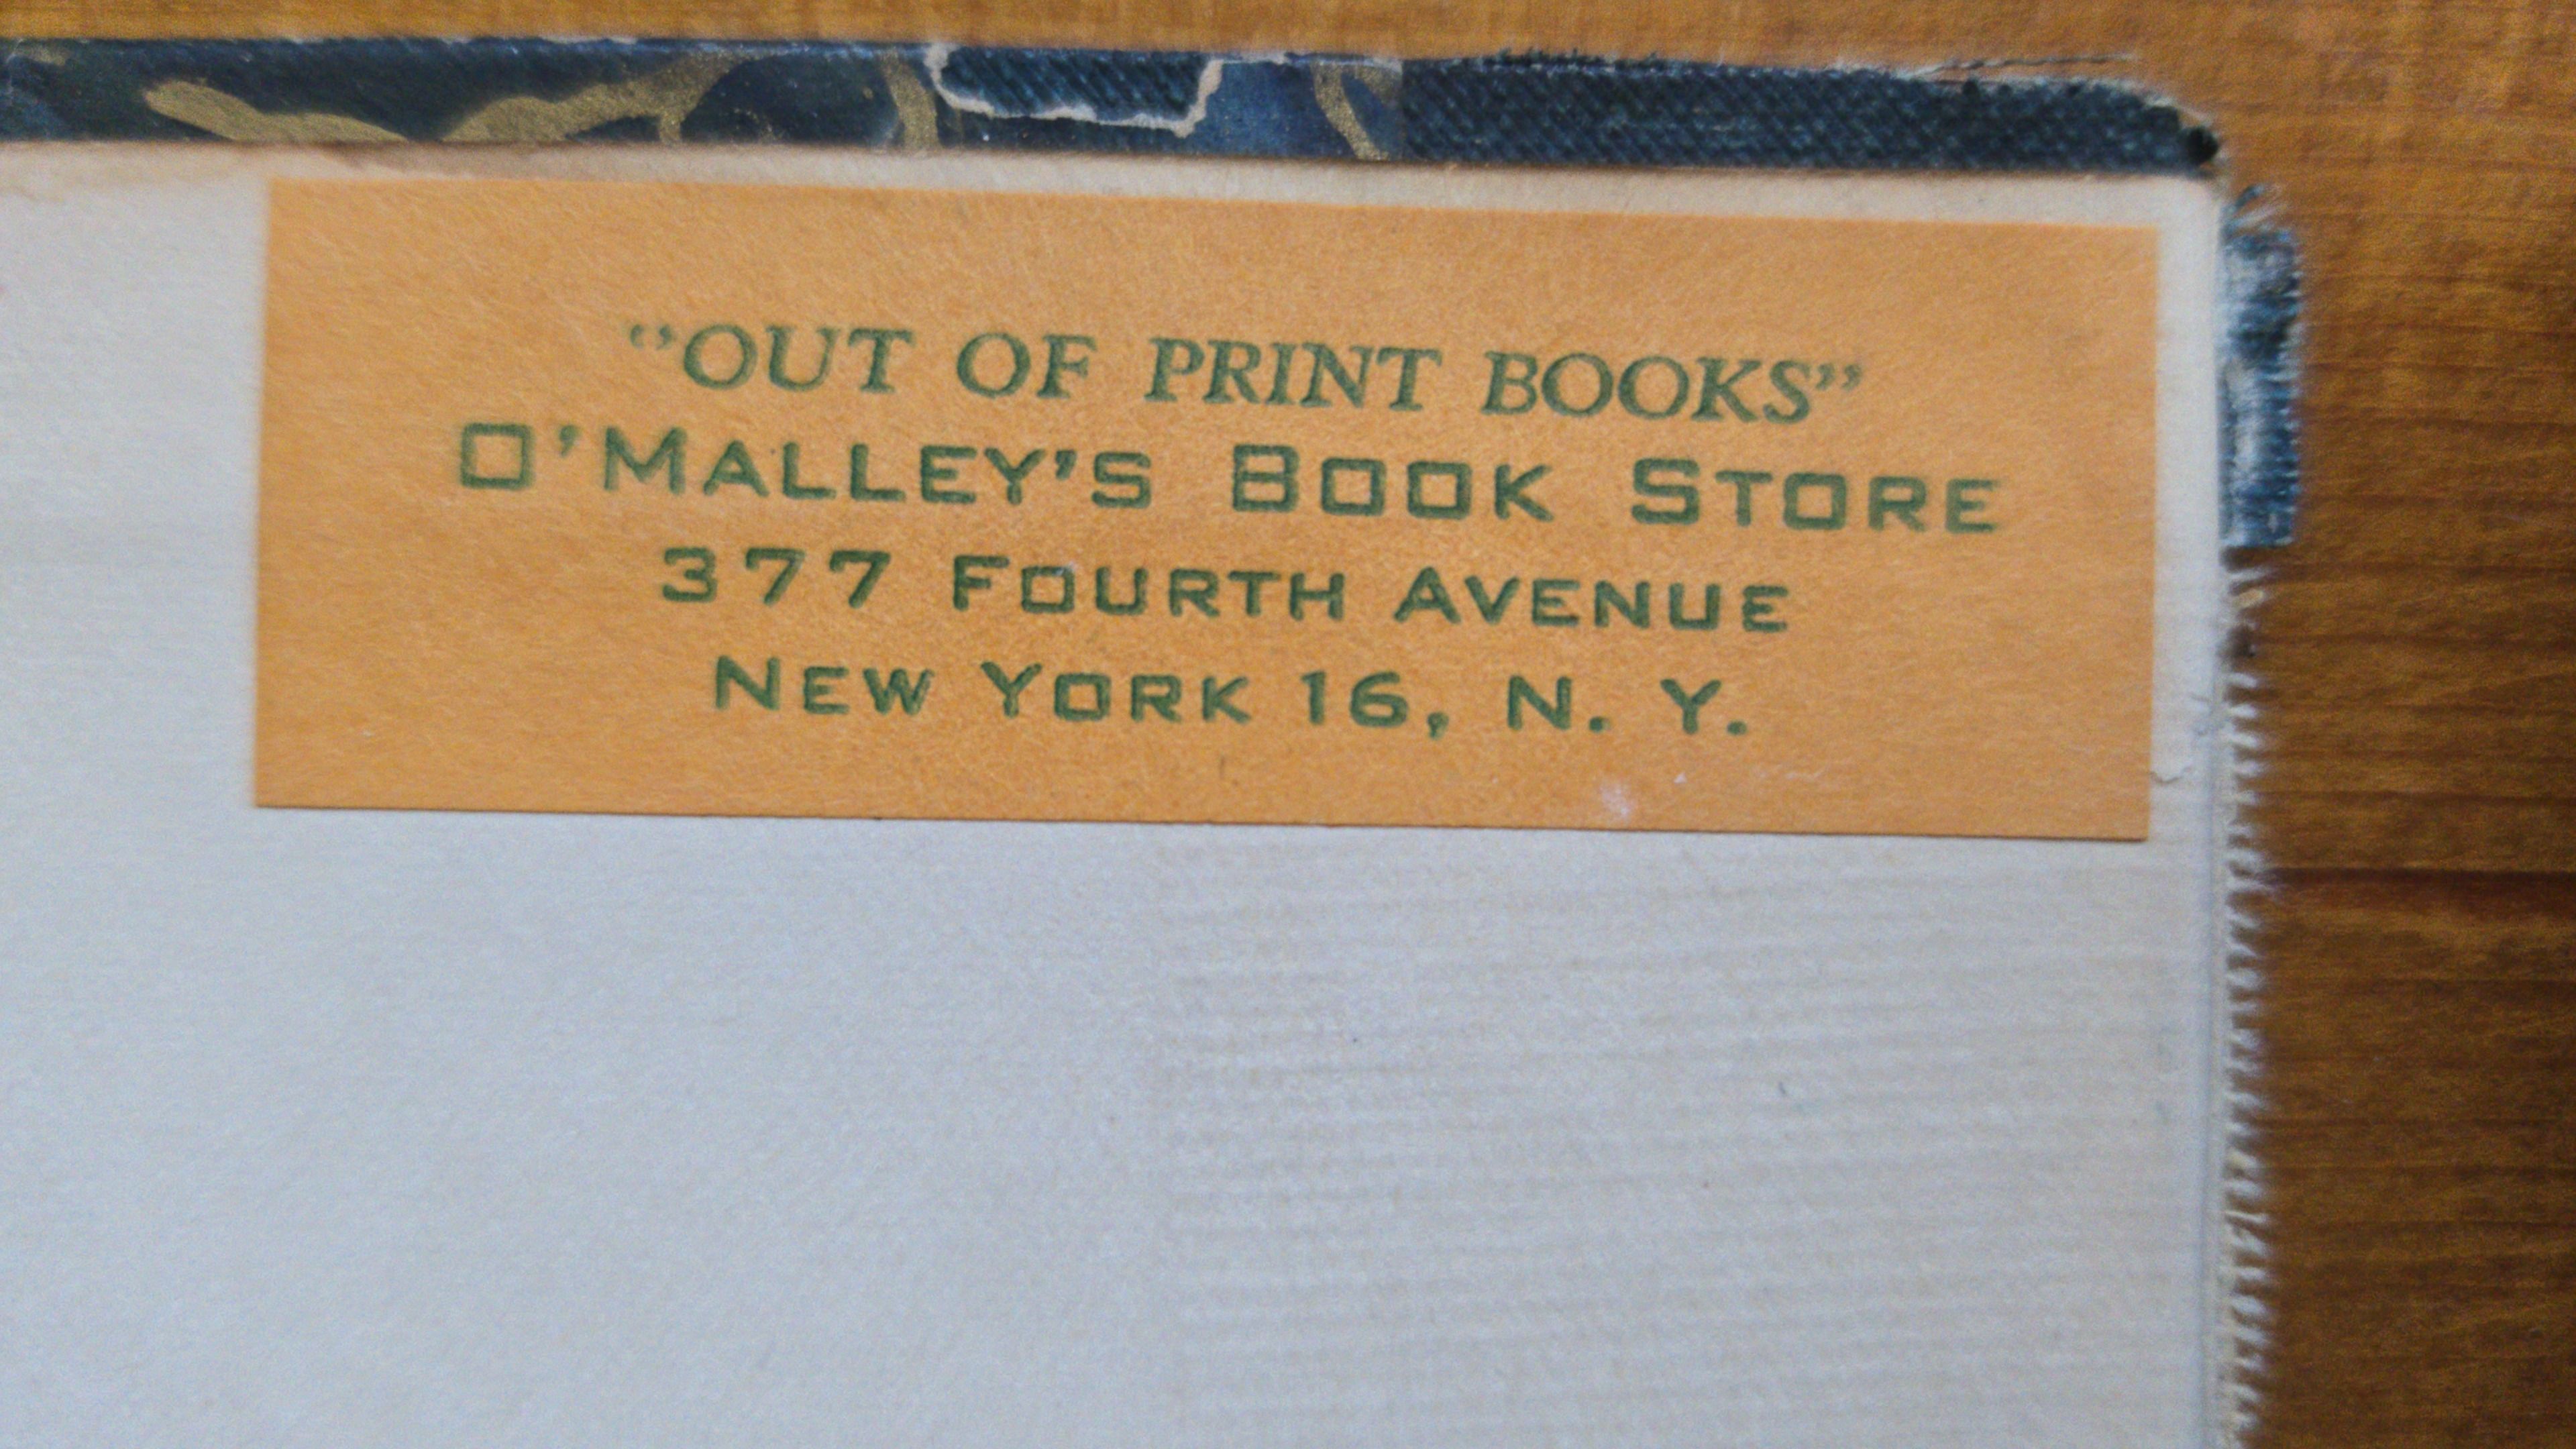 "OUT OF PRINT BOOKS"
O'MALLEY'S BOOK STORE
377 FOURTH AVENUE
NEW YORK 16, N. Y.